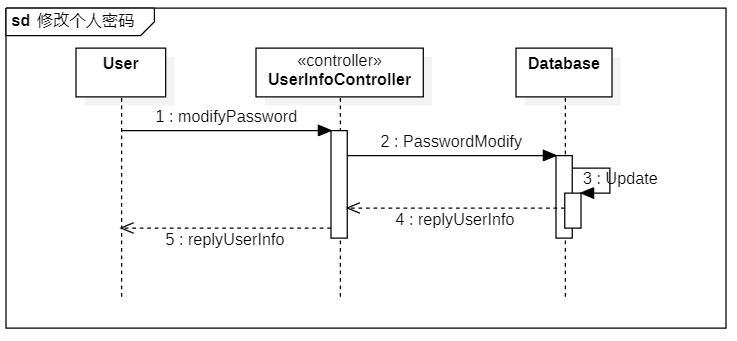 sd 修改个人密码
User
«controller»
UserInfoController
Database
1 : modifyPassword
2 : PasswordModify
3 : Update
4 : replyUserInfo
5 : replyUserInfo